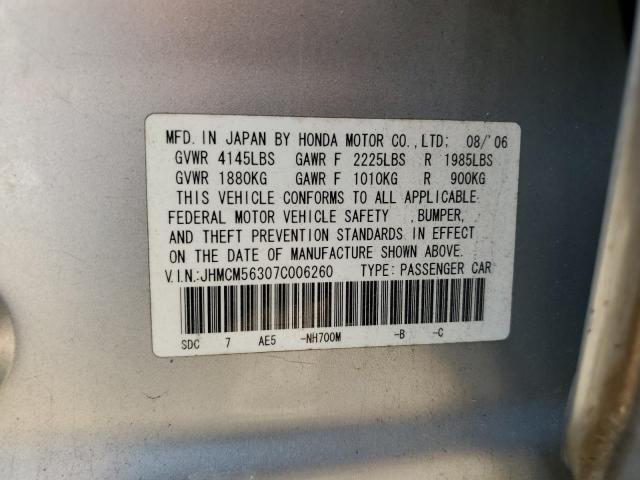 MFD. IN JAPAN BY HONDA MOTOR CO., LTD; 08/'06
GVWR 4145LBS GAWR F 2225LBS R 1985LBS
GVWR 1880KG GAWR F 1010KG R 900KG
THIS VEHICLE CONFORMS TO ALL APPLICABLE
FEDERAL MOTOR VEHICLE SAFETY ,BUMPER,
AND THEFT PREVENTION STANDARDS IN EFFECT
ON THE DATE OF MANUFACTURE SHOWN ABOVE.
V.I.N.:JHMCM56307C006260 TYPE: PASSENGER CAR
SDC 7 AE5 -NH700M -B -C